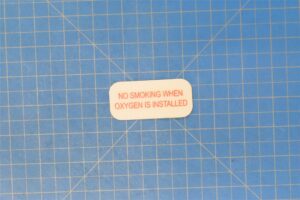 NO SMOKING WHEN
OXYGEN IS INSTALLED